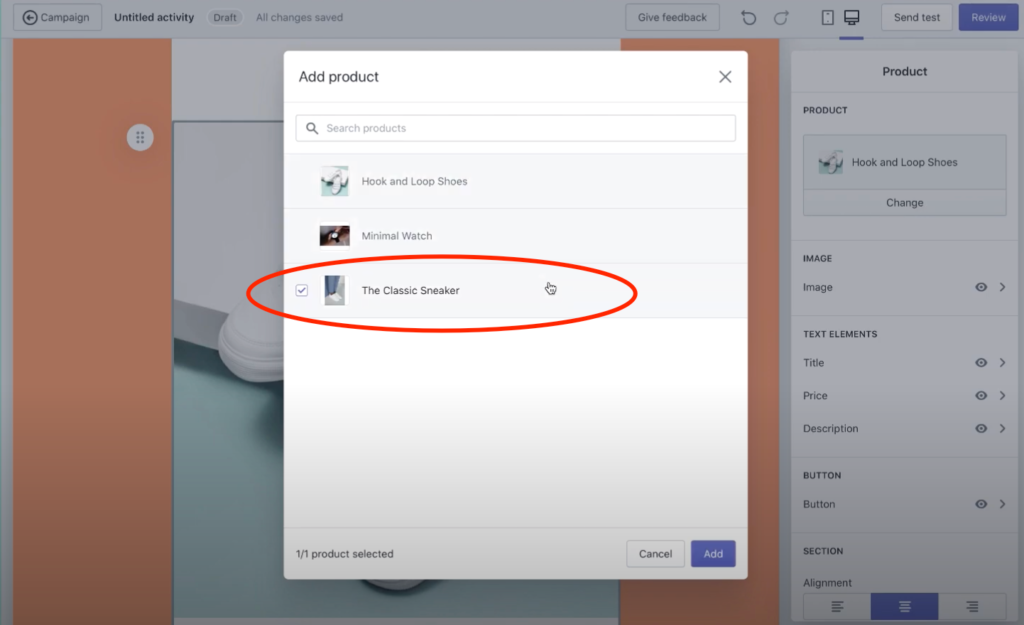 Campaign
Untitled activity
Draft
All changes saved
Give feedback
Send test
Review
Add product
Search products
Hook and Loop Shoes
Minimal Watch
The Classic Sneaker
1/1 product selected
Cancel
Add
Product
PRODUCT
Hook and Loop Shoes
Change
IMAGE
Image
TEXT ELEMENTS
Title
Price
Description
BUTTON
Button
SECTION
Alignment